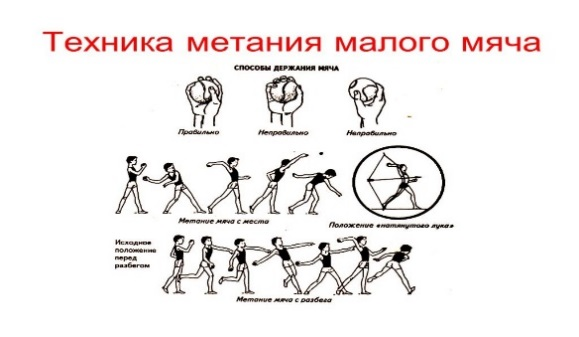 Техника метания малого мяча
СПОСОБЫ ДЕРЖАНИЯ МЯЧА
Правильно
Неправильно
Неправильно
Метание мяча с места
Положение «натянутого лука»
Исходное
положение
перед
разбегом
Метание мяча с разбега